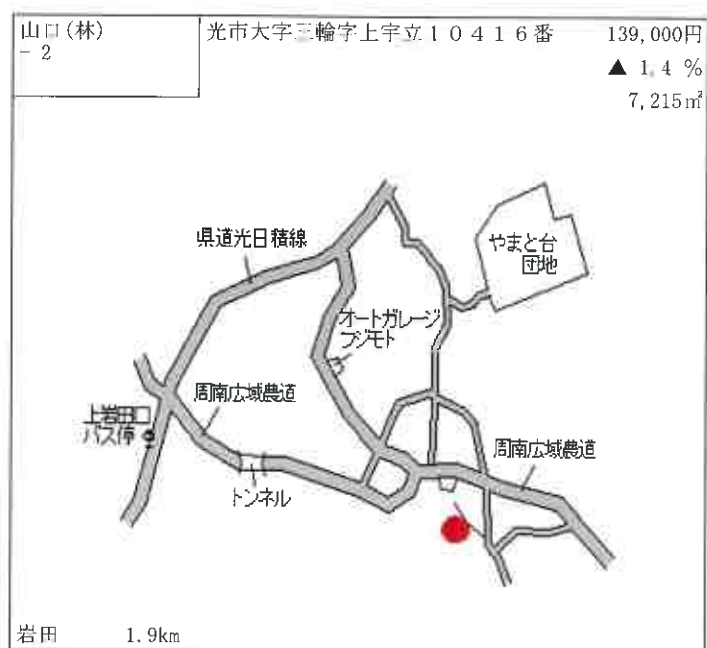 山口(林)
- 2
光市大字三輪字上宇立１０４１６番
139,000円
▲ 1.4 %
7,215㎡
県道光日積線
やまと台
団地
オートガレージ
フジモト
周南広域農道
上岩田口
バス停
トンネル
周南広域農道
岩田 1.9km